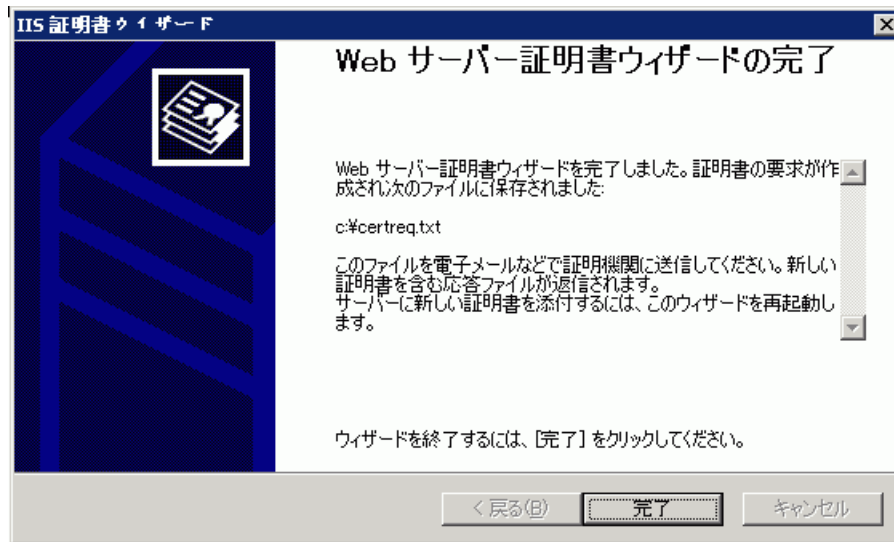 IIS 証明書ウィザード
Web サーバー証明書ウィザードの完了
Web サーバー証明書ウィザードを完了しました。証明書の要求が作
成され次のファイルに保存されました:
c:¥certreq.txt
このファイルを電子メールなどで証明機関に送信してください。新しい
証明書を含む応答ファイルが返信されます。
サーバーに新しい証明書を添付するには、このウィザードを再起動し
ます。
ウィザードを終了するには、[完了] をクリックしてください。
< 戻る(B)
完了
キャンセル